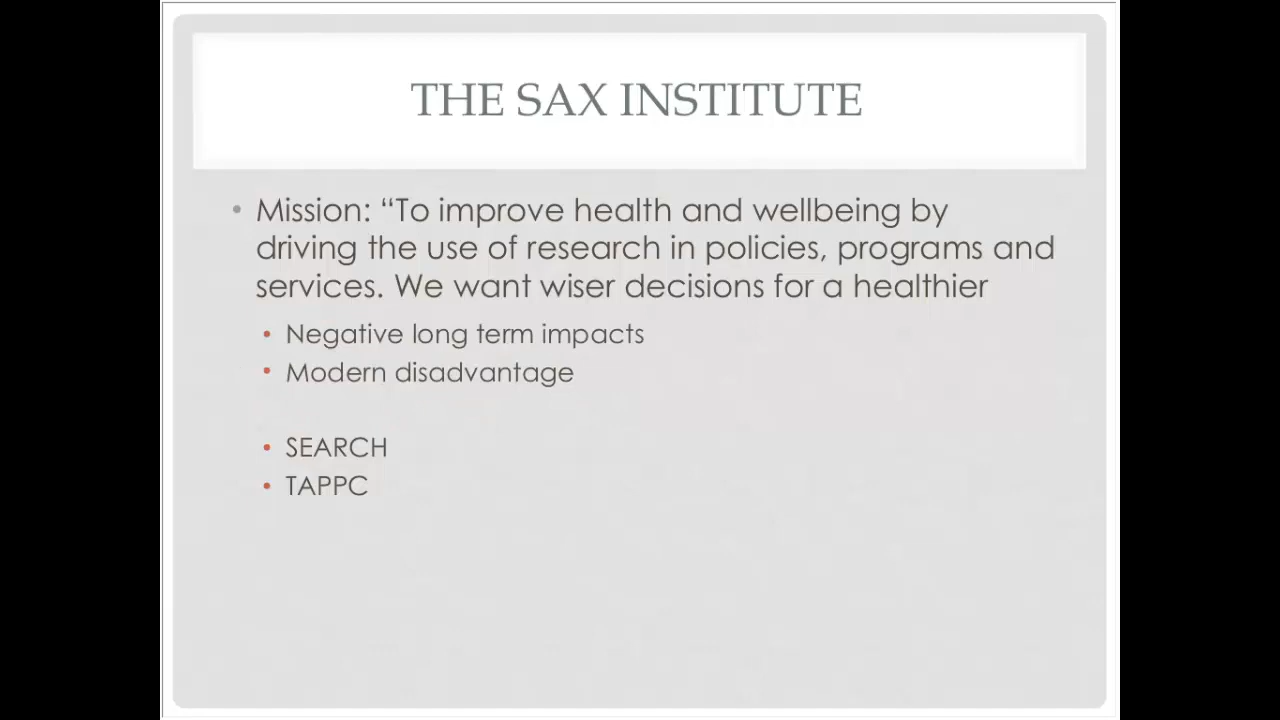 THE SAX INSTITUTE
• Mission: “To improve health and wellbeing by
driving the use of research in policies, programs and
services. We want wiser decisions for a healthier
• Negative long term impacts
• Modern disadvantage
• SEARCH
• TAPPC